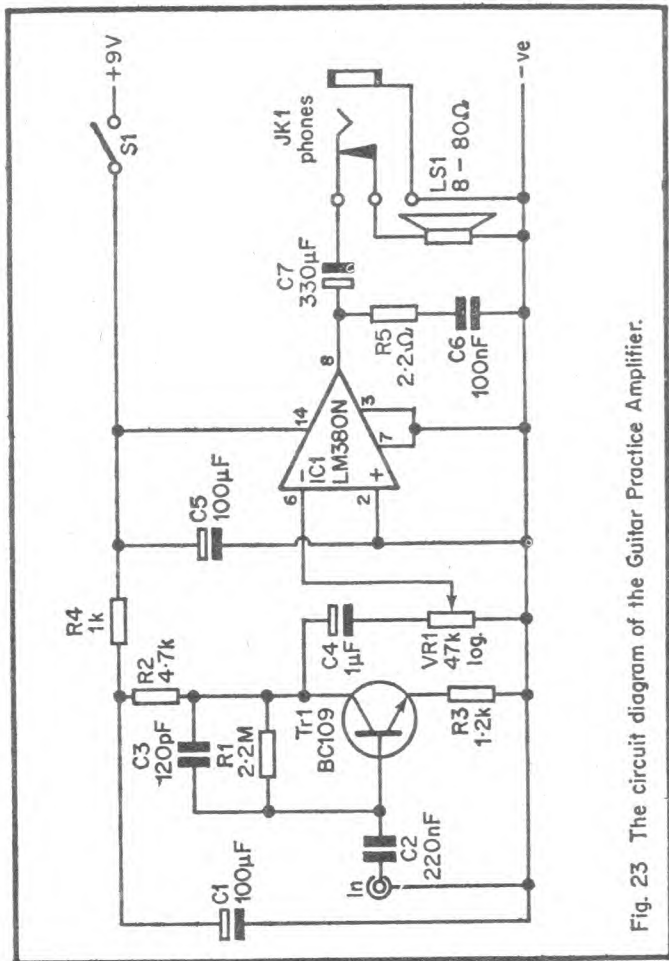 S1
+9V
R4
1k
C5
100µF
JK1
phones
C7
330µF
R2
4·7k
C3
120pF
R1
2·2M
C1
100µF
14
6
−
IC1
LM380N
8
2
+
7
3
R5
2·2Ω
LS1
8 – 80Ω
C4
1µF
Tr1
BC109
C6
100nF
VR1
47k
log.
R3
1·2k
In
C2
220nF
−ve
Fig. 23 The circuit diagram of the Guitar Practice Amplifier.